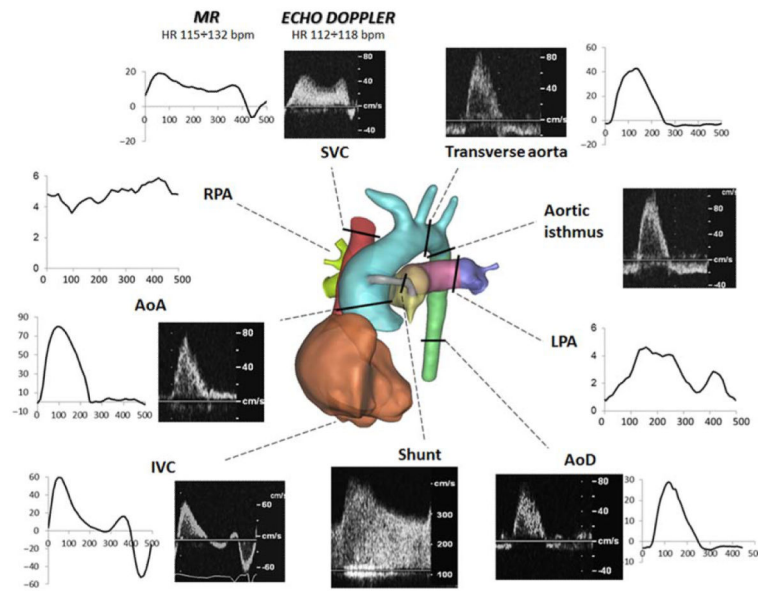 MR
HR 115÷132 bpm
ECHO DOPPLER
HR 112÷118 bpm
20
0
−20
0 100 200 300 400 500
80
40
cm/s
-40
SVC
80
40
cm/s
-40
Transverse aorta
60
40
20
0
−20
100 200 300 400 500
6
4
2
0
0 100 200 300 400 500
RPA
Aortic
isthmus
cm/s
80
40
cm/s
-40
AoA
90
70
50
30
10
−10
0 100 200 300 400 500
80
40
cm/s
LPA
6
4
2
0
0 100 200 300 400 500
IVC
60
40
20
0
−20
−40
−60
0 100 200 300 400 500
cm/s
60
-60
cm/s
Shunt
cm/s
300
200
100
AoD
80
40
cm/s
-40
30
20
10
0
10
0 100 200 300 400 500